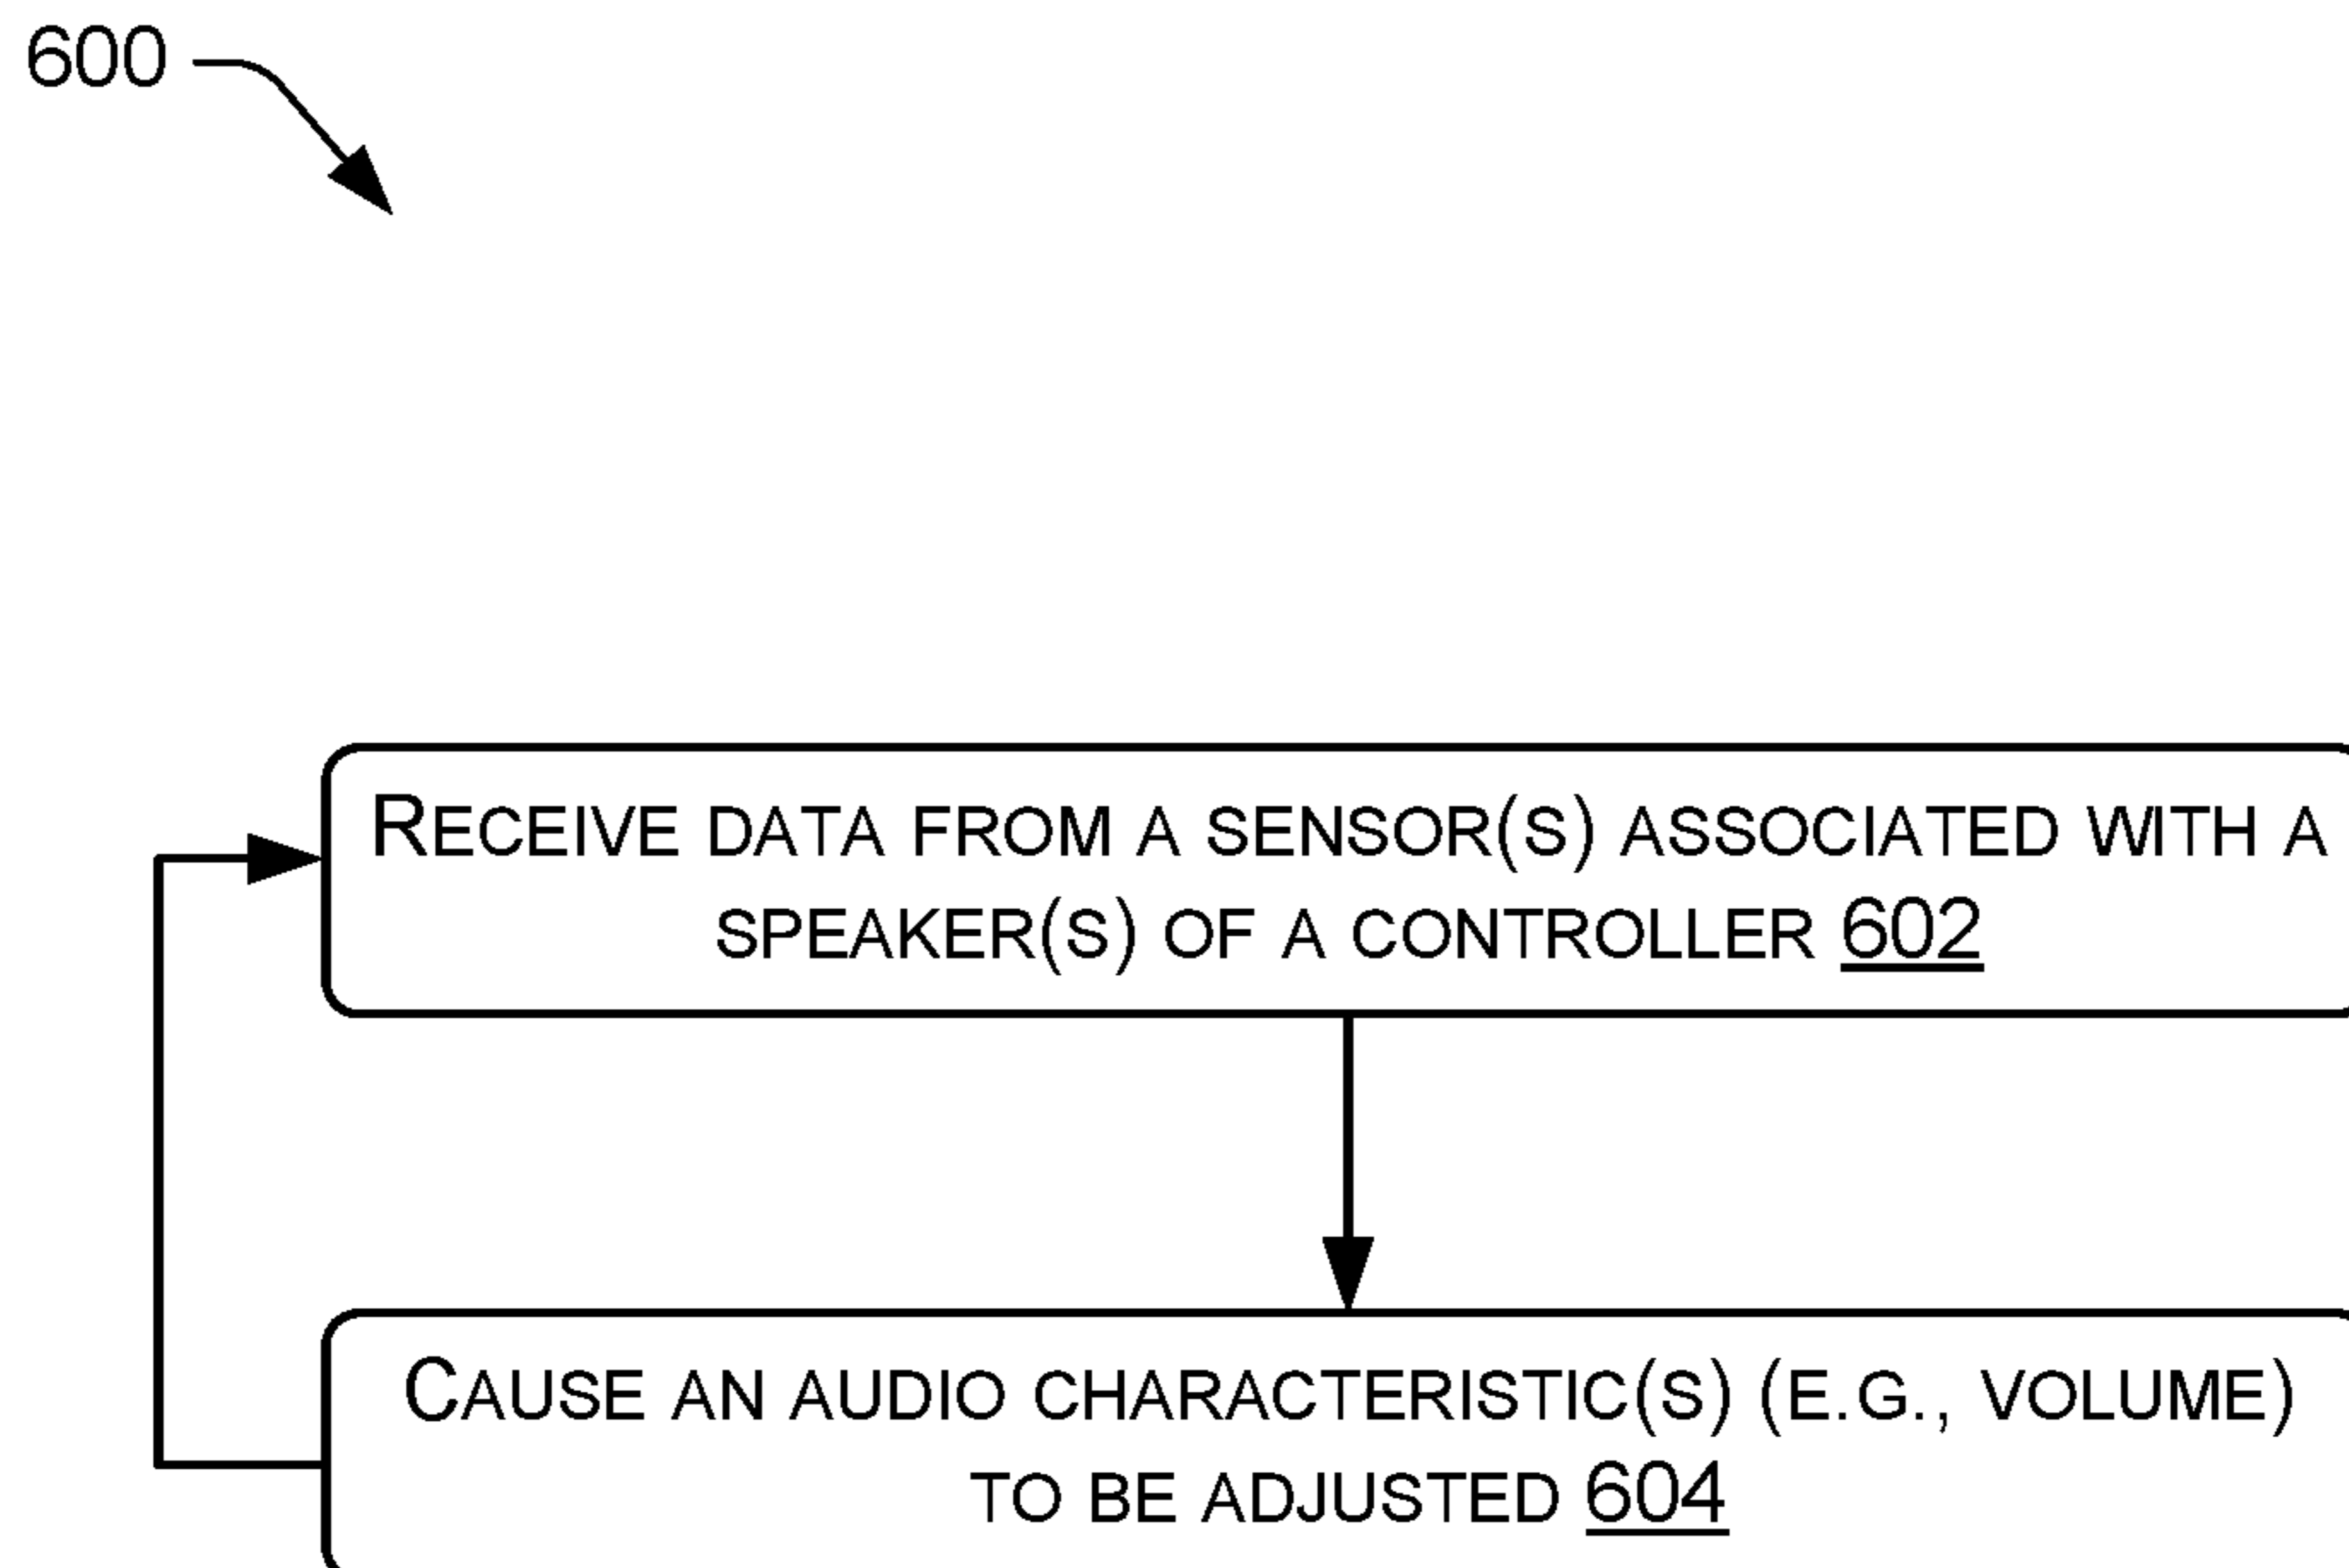 600
RECEIVE DATA FROM A SENSOR(S) ASSOCIATED WITH A
SPEAKER(S) OF A CONTROLLER 602
CAUSE AN AUDIO CHARACTERISTIC(S) (E.G., VOLUME)
TO BE ADJUSTED 604